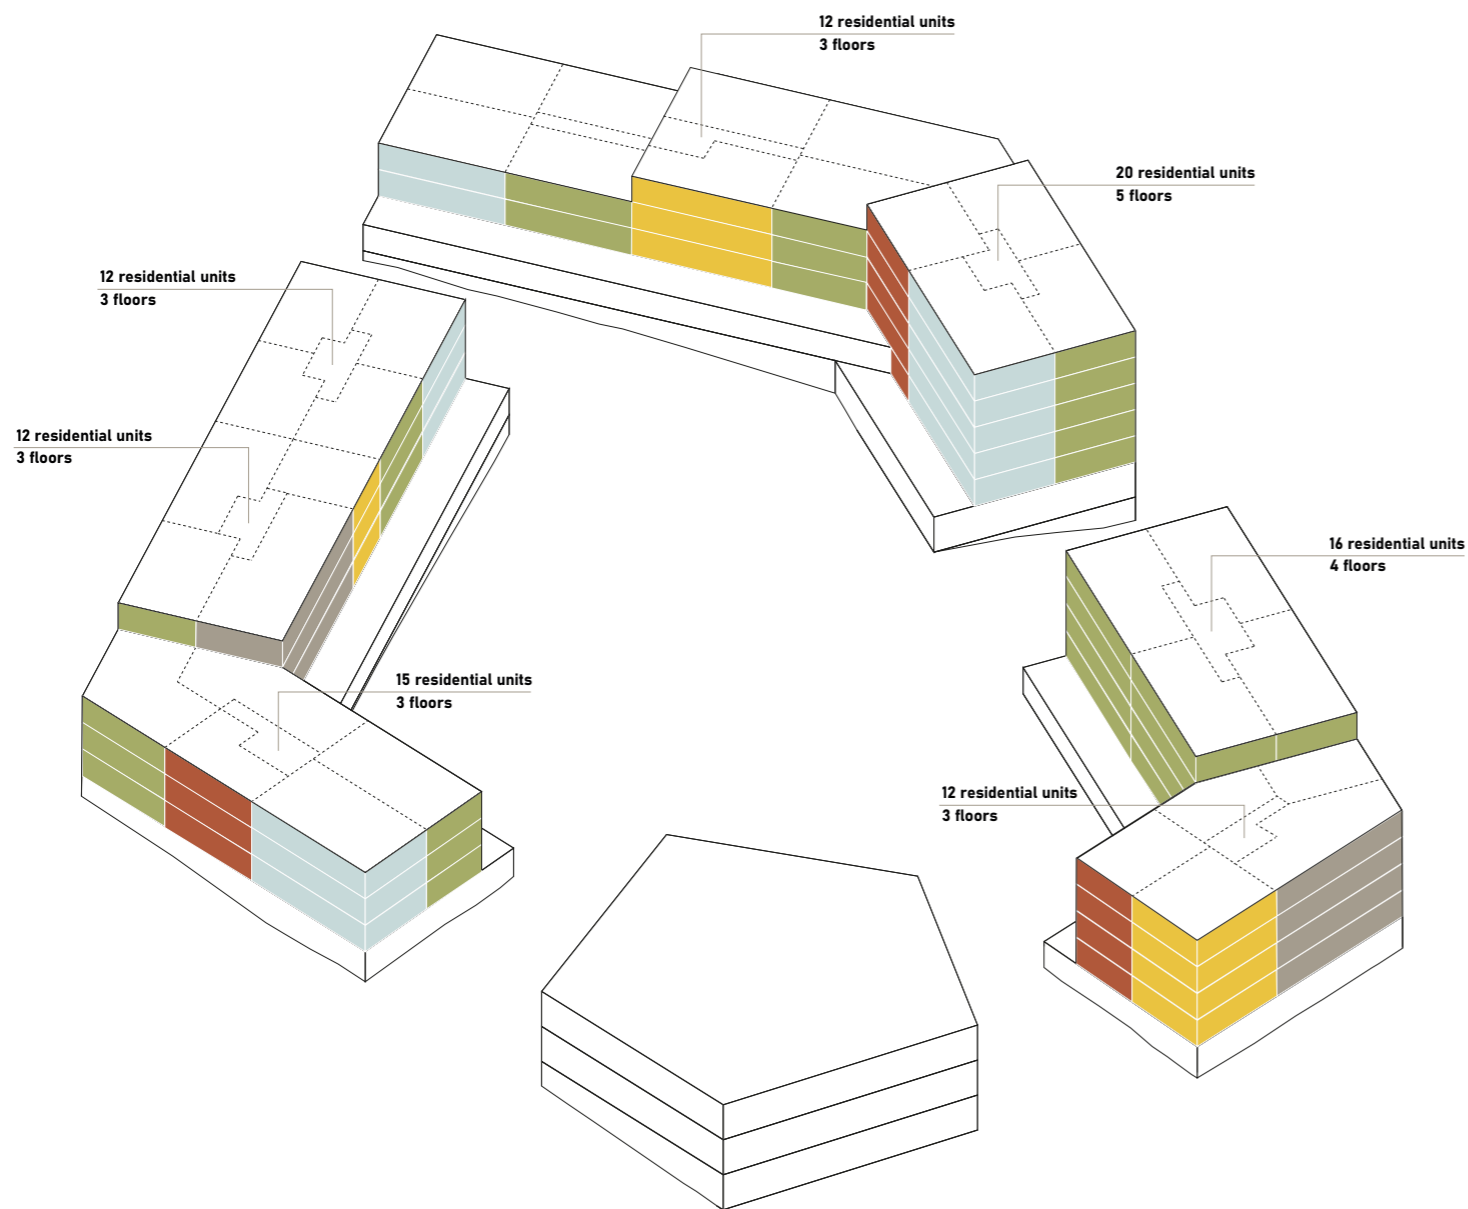 12 residential units
3 floors
20 residential units
5 floors
12 residential units
3 floors
12 residential units
3 floors
16 residential units
4 floors
15 residential units
3 floors
12 residential units
3 floors